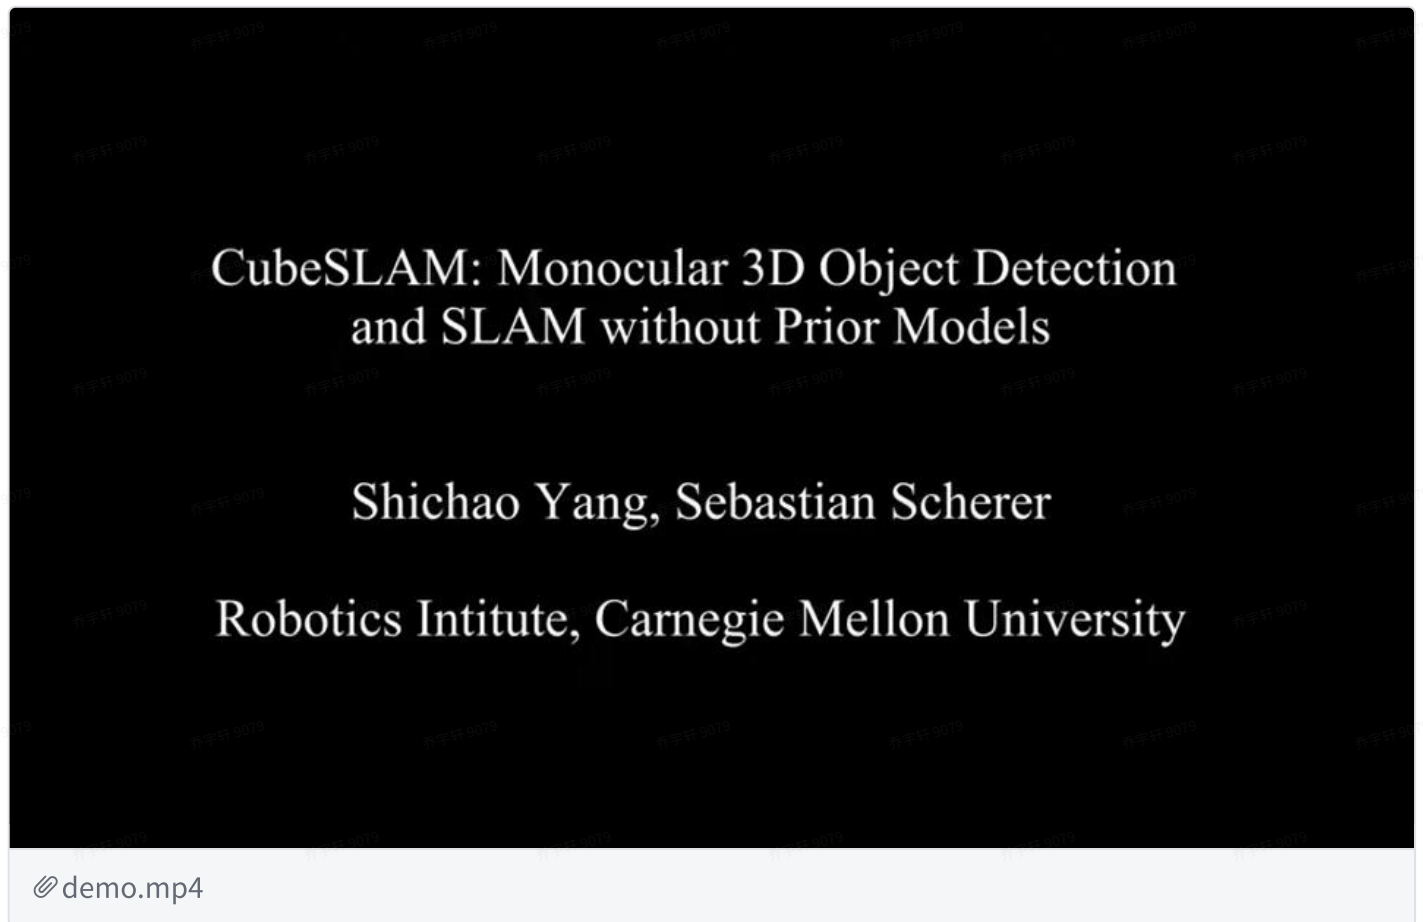 CubeSLAM: Monocular 3D Object Detection
and SLAM without Prior Models
Shichao Yang, Sebastian Scherer
Robotics Intitute, Carnegie Mellon University
demo.mp4